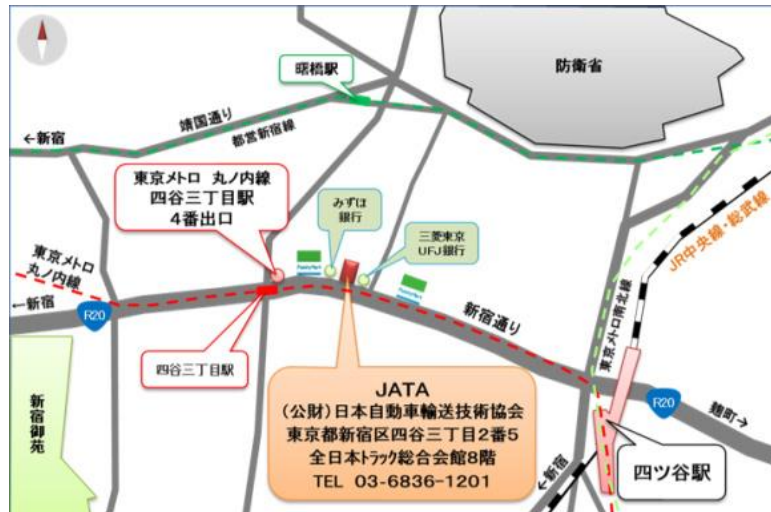 防衛省
曙橋駅
靖国通り
都営新宿線
←新宿
東京メトロ 丸ノ内線
四谷三丁目駅
4番出口
みずほ
銀行
三菱東京
UFJ銀行
FamilyMart
FamilyMart
東京メトロ
丸ノ内線
←新宿
R20
四谷三丁目駅
新宿通り
東京メトロ南北線
JR中央線・総武線
新宿御苑
JATA
(公財)日本自動車輸送技術協会
東京都新宿区四谷三丁目2番5
全日本トラック総合会館8階
TEL 03-6836-1201
R20
麹町→
←新宿
四ツ谷駅